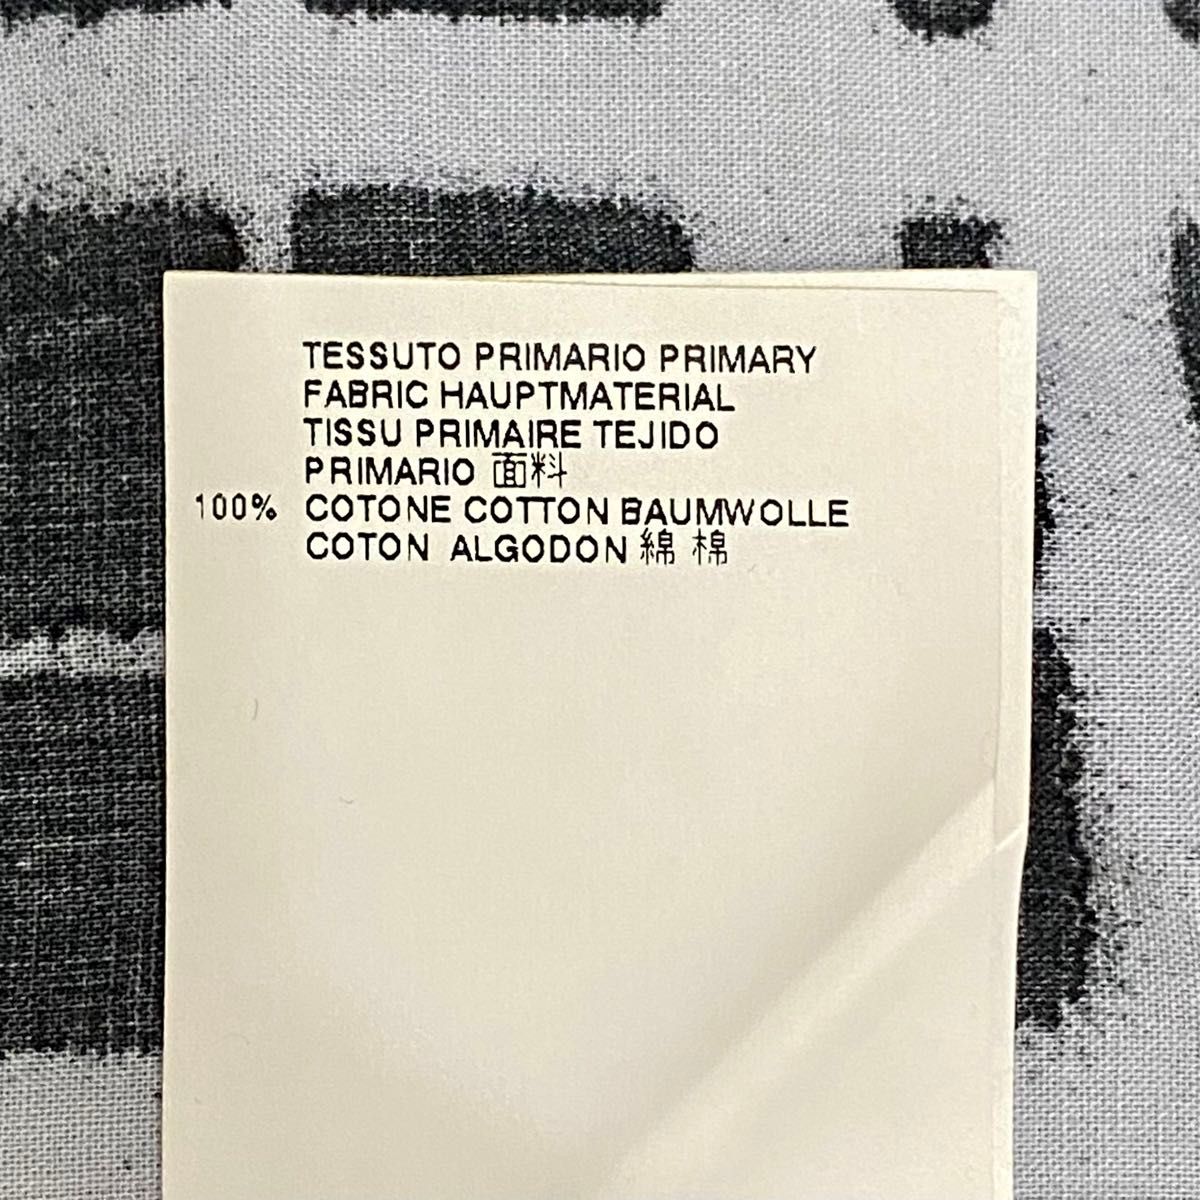 TESSUTO PRIMARIO PRIMARY
FABRIC HAUPTMATERIAL
TISSU PRIMAIRE TEJIDO
PRIMARIO 面料
100% COTONE COTTON BAUMWOLLE
COTON ALGODON 綿 棉